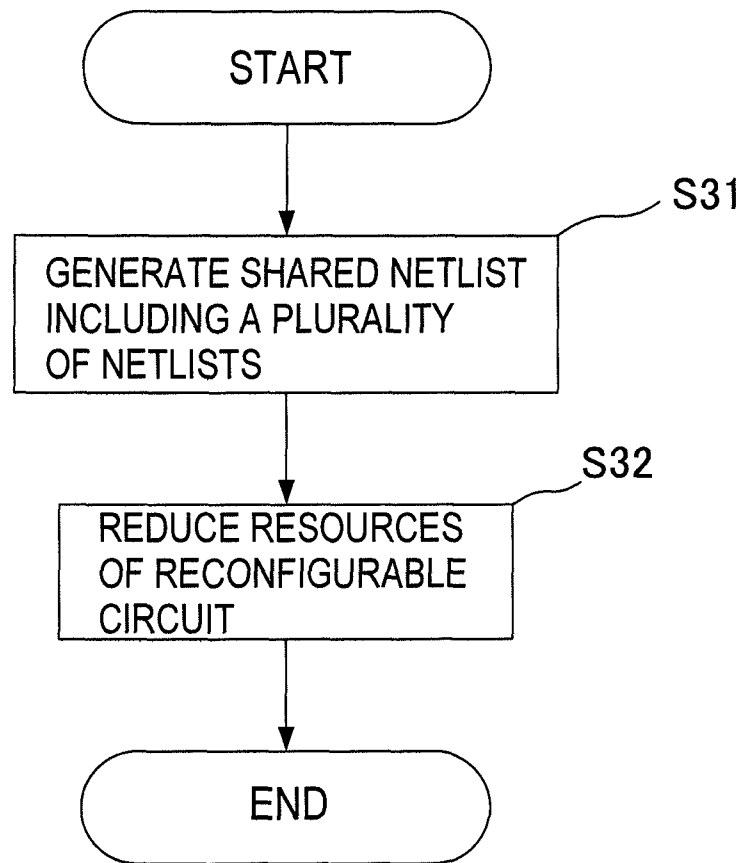 START
S31
GENERATE SHARED NETLIST
INCLUDING A PLURALITY
OF NETLISTS
S32
REDUCE RESOURCES
OF RECONFIGURABLE
CIRCUIT
END